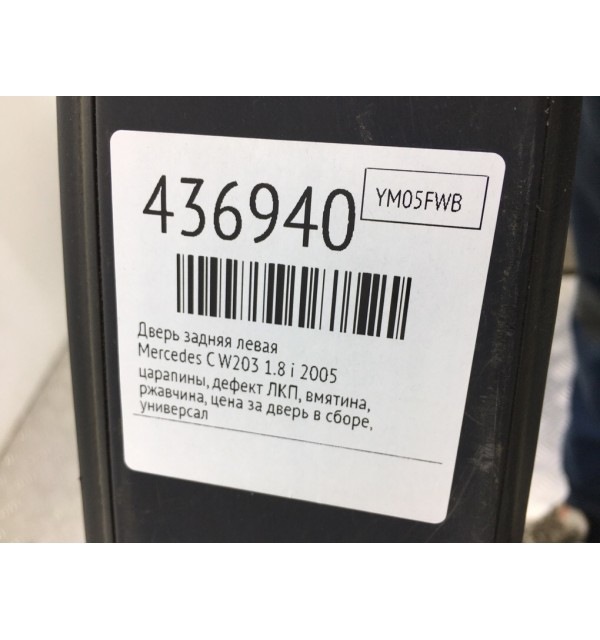 436940
YM05FWB
Дверь задняя левая
Mercedes C W203 1.8 i 2005
царапины, дефект ЛКП, вмятина,
ржавчина, цена за дверь в сборе,
универсал